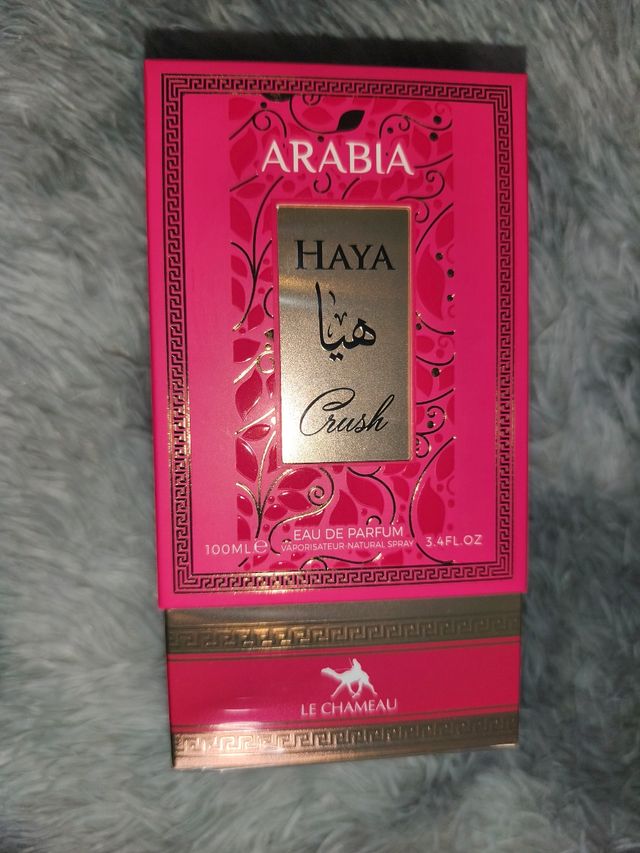 ARABIA
HAYA
هيا
Crush
EAU DE PARFUM
100ML e VAPORISATEUR·NATURAL SPRAY 3.4FL.OZ
LE CHAMEAU